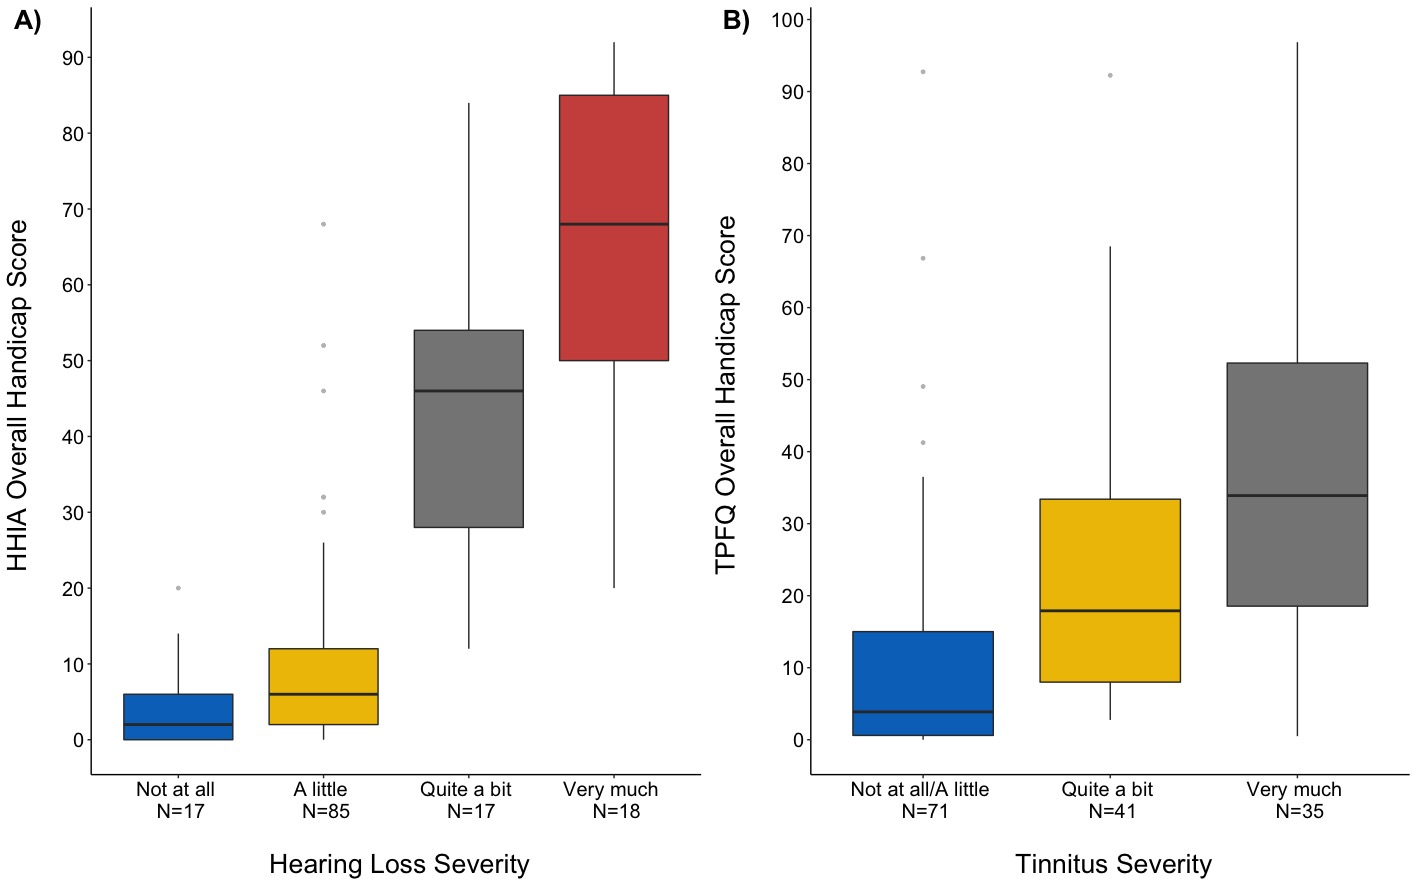 A)
HHIA Overall Handicap Score
90
80
70
60
50
40
30
20
10
0
Not at all
N=17
A little
N=85
Quite a bit
N=17
Very much
N=18
Hearing Loss Severity
B)
TPFQ Overall Handicap Score
100
90
80
70
60
50
40
30
20
10
0
Not at all/A little
N=71
Quite a bit
N=41
Very much
N=35
Tinnitus Severity